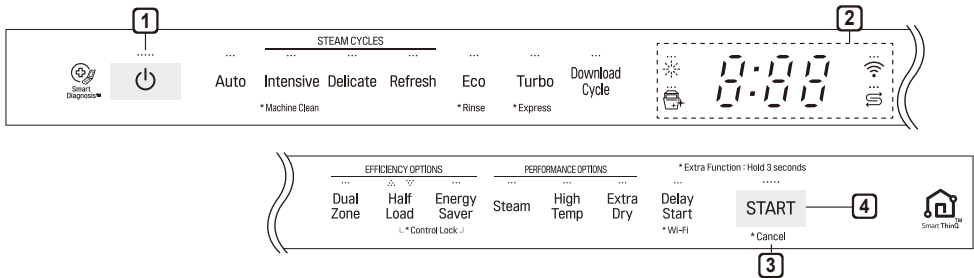 1
2
STEAM CYCLES
Smart
Diagnosis™
Auto
Intensive
Delicate
Refresh
Eco
Turbo
Download
Cycle
* Machine Clean
* Rinse
* Express
8:88
EFFICIENCY OPTIONS
PERFORMANCE OPTIONS
* Extra Function : Hold 3 seconds
Dual
Zone
Half
Load
Energy
Saver
Steam
High
Temp
Extra
Dry
Delay
Start
START
4
* Control Lock
* Wi-Fi
* Cancel
Smart ThinQ™
3